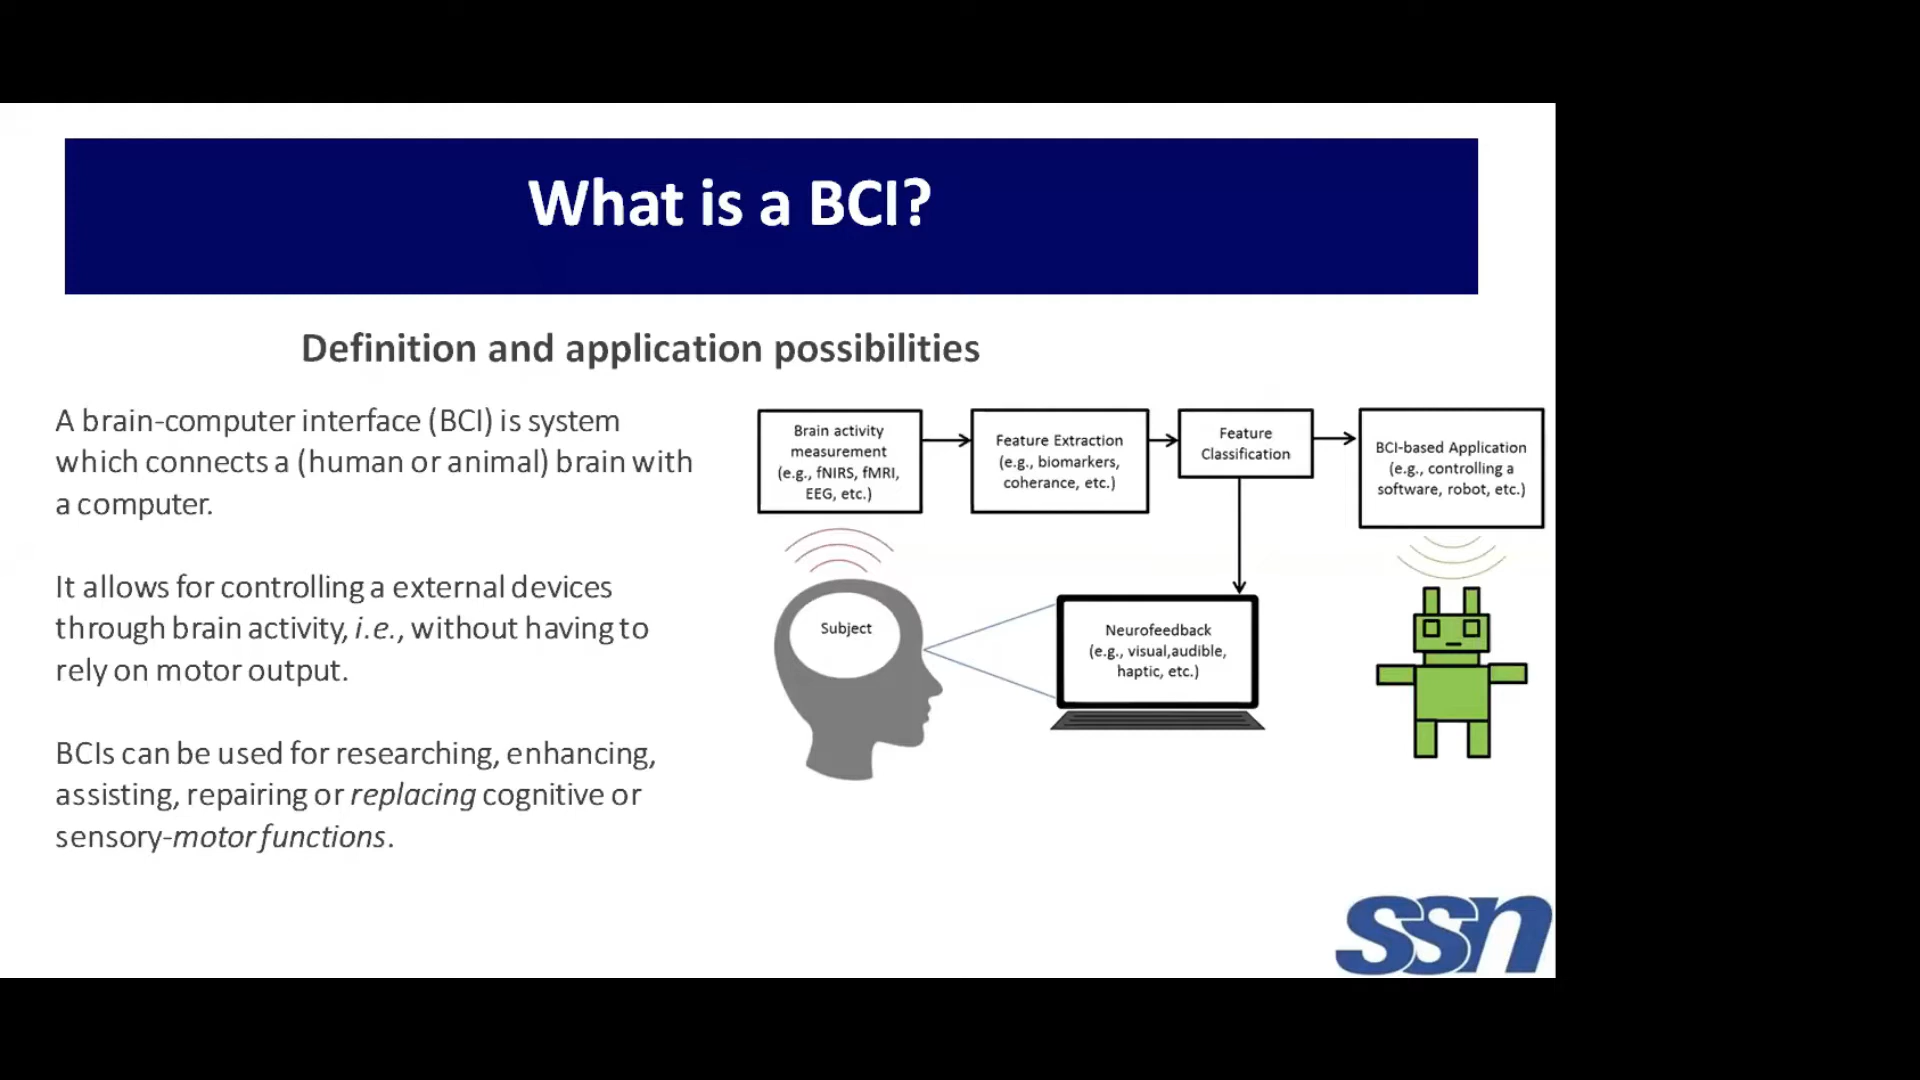 What is a BCI?
Definition and application possibilities
A brain-computer interface (BCI) is system
which connects a (human or animal) brain with
a computer.
It allows for controlling a external devices
through brain activity, i.e., without having to
rely on motor output.
BCIs can be used for researching, enhancing,
assisting, repairing or replacing cognitive or
sensory-motor functions.
Brain activity
measurement
(e.g., fNIRS, fMRI,
EEG, etc.)
Feature Extraction
(e.g., biomarkers,
coherance, etc.)
Feature
Classification
BCI-based Application
(e.g., controlling a
software, robot, etc.)
Subject
Neurofeedback
(e.g., visual,audible,
haptic, etc.)
ssn